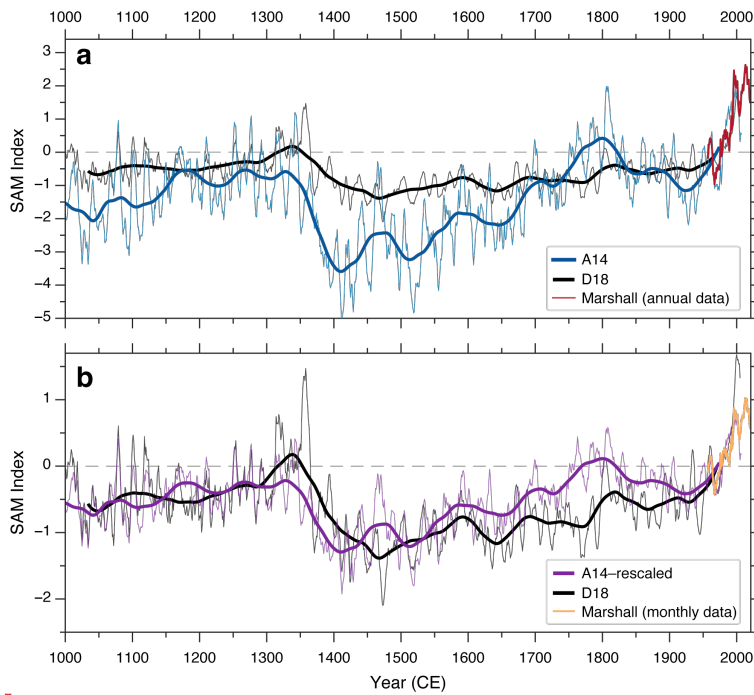 1000 1100 1200 1300 1400 1500 1600 1700 1800 1900 2000
a
3
2
1
0
−1
−2
−3
−4
−5
SAM Index
A14
D18
Marshall (annual data)
b
1
0
−1
−2
SAM Index
A14−rescaled
D18
Marshall (monthly data)
1000 1100 1200 1300 1400 1500 1600 1700 1800 1900 2000
Year (CE)